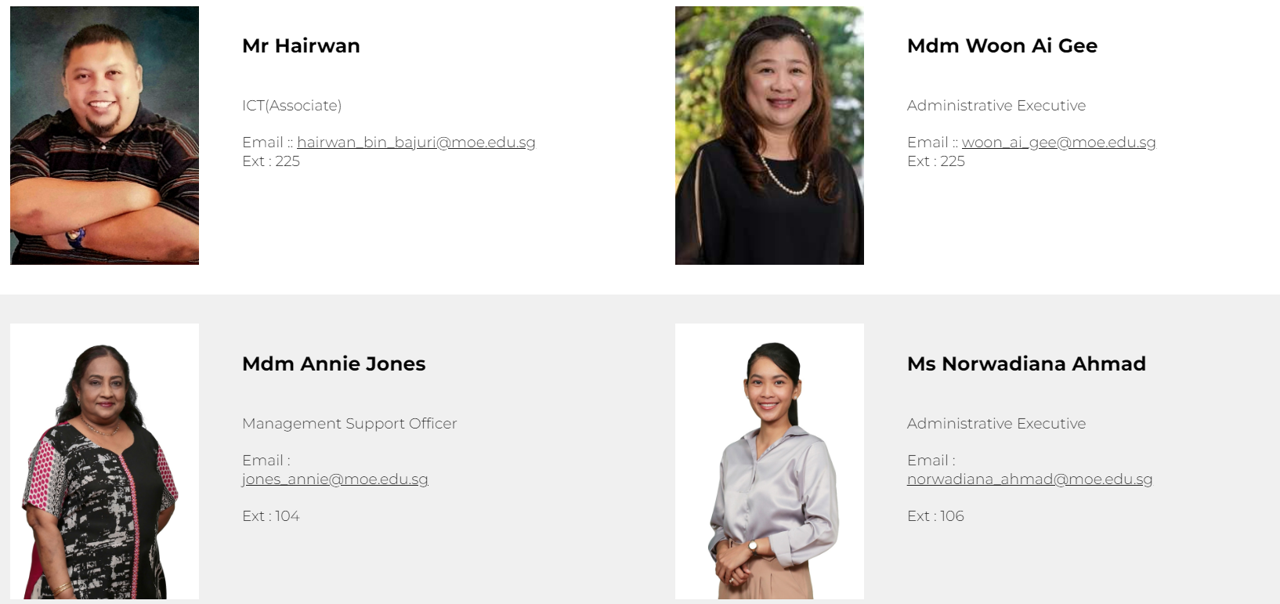 Mr Hairwan
ICT(Associate)
Email :: hairwan_bin_bajuri@moe.edu.sg
Ext : 225
Mdm Woon Ai Gee
Administrative Executive
Email :: woon_ai_gee@moe.edu.sg
Ext : 225
Mdm Annie Jones
Management Support Officer
Email :
jones_annie@moe.edu.sg
Ext : 104
Ms Norwadiana Ahmad
Administrative Executive
Email :
norwadiana_ahmad@moe.edu.sg
Ext : 106